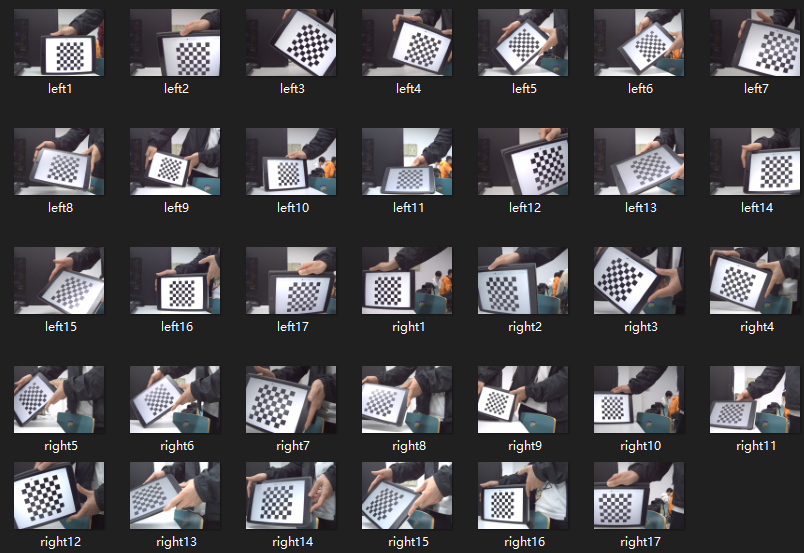 left1 left2 left3 left4 left5 left6 left7
left8 left9 left10 left11 left12 left13 left14
left15 left16 left17 right1 right2 right3 right4
right5 right6 right7 right8 right9 right10 right11
right12 right13 right14 right15 right16 right17